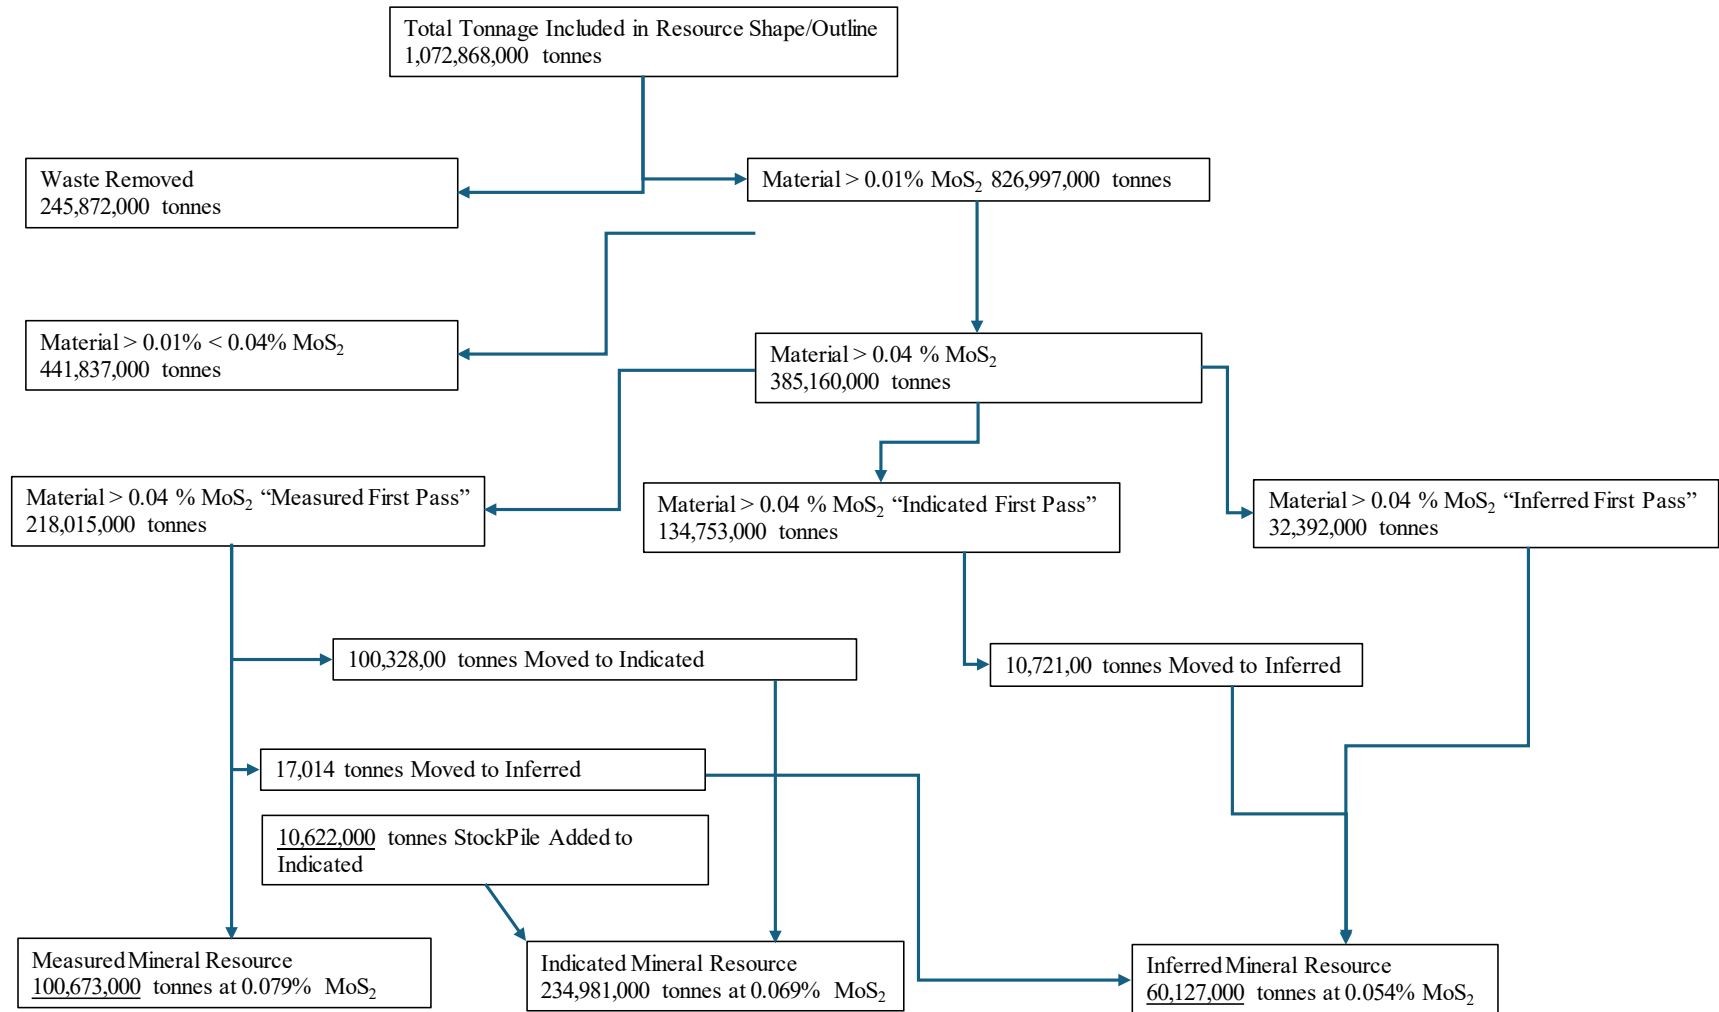 Total Tonnage Included in Resource Shape/Outline
1,072,868,000 tonnes
Waste Removed
245,872,000 tonnes
Material > 0.01% MoS₂ 826,997,000 tonnes
Material > 0.01% < 0.04% MoS₂
441,837,000 tonnes
Material > 0.04 % MoS₂
385,160,000 tonnes
Material > 0.04 % MoS₂ “Measured First Pass”
218,015,000 tonnes
Material > 0.04 % MoS₂ “Indicated First Pass”
134,753,000 tonnes
Material > 0.04 % MoS₂ “Inferred First Pass”
32,392,000 tonnes
100,328,00 tonnes Moved to Indicated
10,721,00 tonnes Moved to Inferred
17,014 tonnes Moved to Inferred
10,622,000 tonnes StockPile Added to
Indicated
Measured Mineral Resource
100,673,000 tonnes at 0.079% MoS₂
Indicated Mineral Resource
234,981,000 tonnes at 0.069% MoS₂
Inferred Mineral Resource
60,127,000 tonnes at 0.054% MoS₂